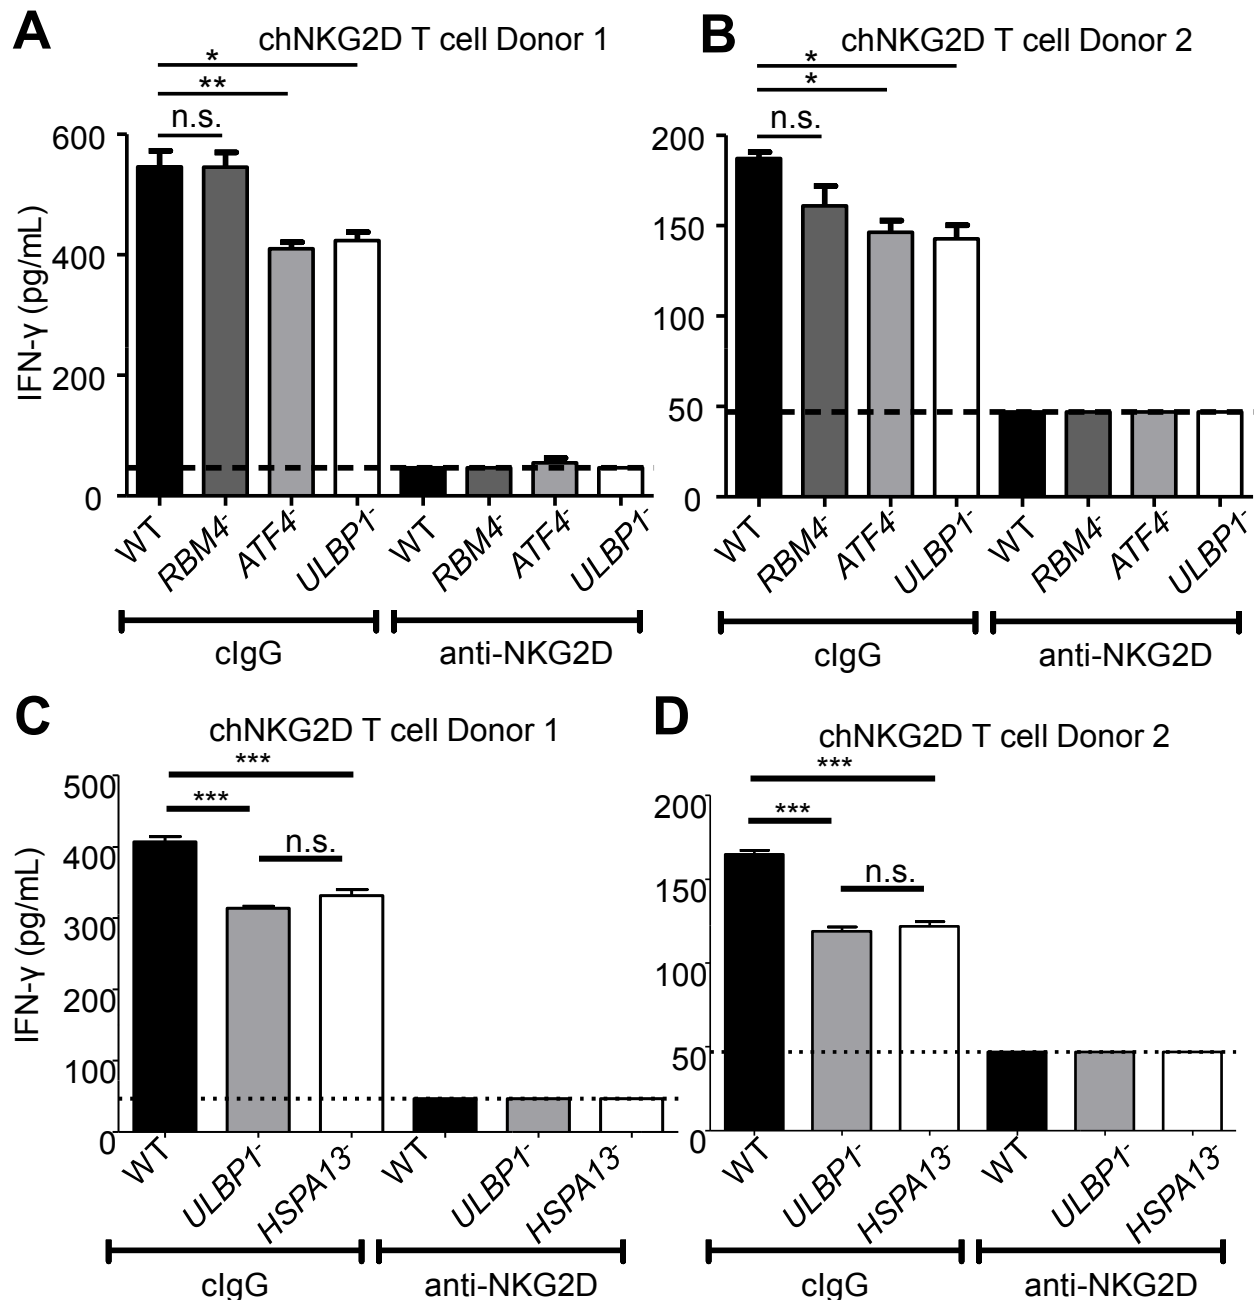 A
chNKG2D T cell Donor 1
*
**
n.s.
600
400
200
0
IFN-γ (pg/mL)
WT
RBM4-
ATF4-
ULBP1-
WT
RBM4-
ATF4-
ULBP1-
cIgG
anti-NKG2D
B
chNKG2D T cell Donor 2
*
*
n.s.
200
150
100
50
0
WT
RBM4-
ATF4-
ULBP1-
WT
RBM4-
ATF4-
ULBP1-
cIgG
anti-NKG2D
C
chNKG2D T cell Donor 1
***
***
n.s.
500
400
300
200
100
0
IFN-γ (pg/mL)
WT
ULBP1-
HSPA13-
WT
ULBP1-
HSPA13-
cIgG
anti-NKG2D
D
chNKG2D T cell Donor 2
***
***
n.s.
200
150
100
50
0
WT
ULBP1-
HSPA13-
WT
ULBP1-
HSPA13-
cIgG
anti-NKG2D